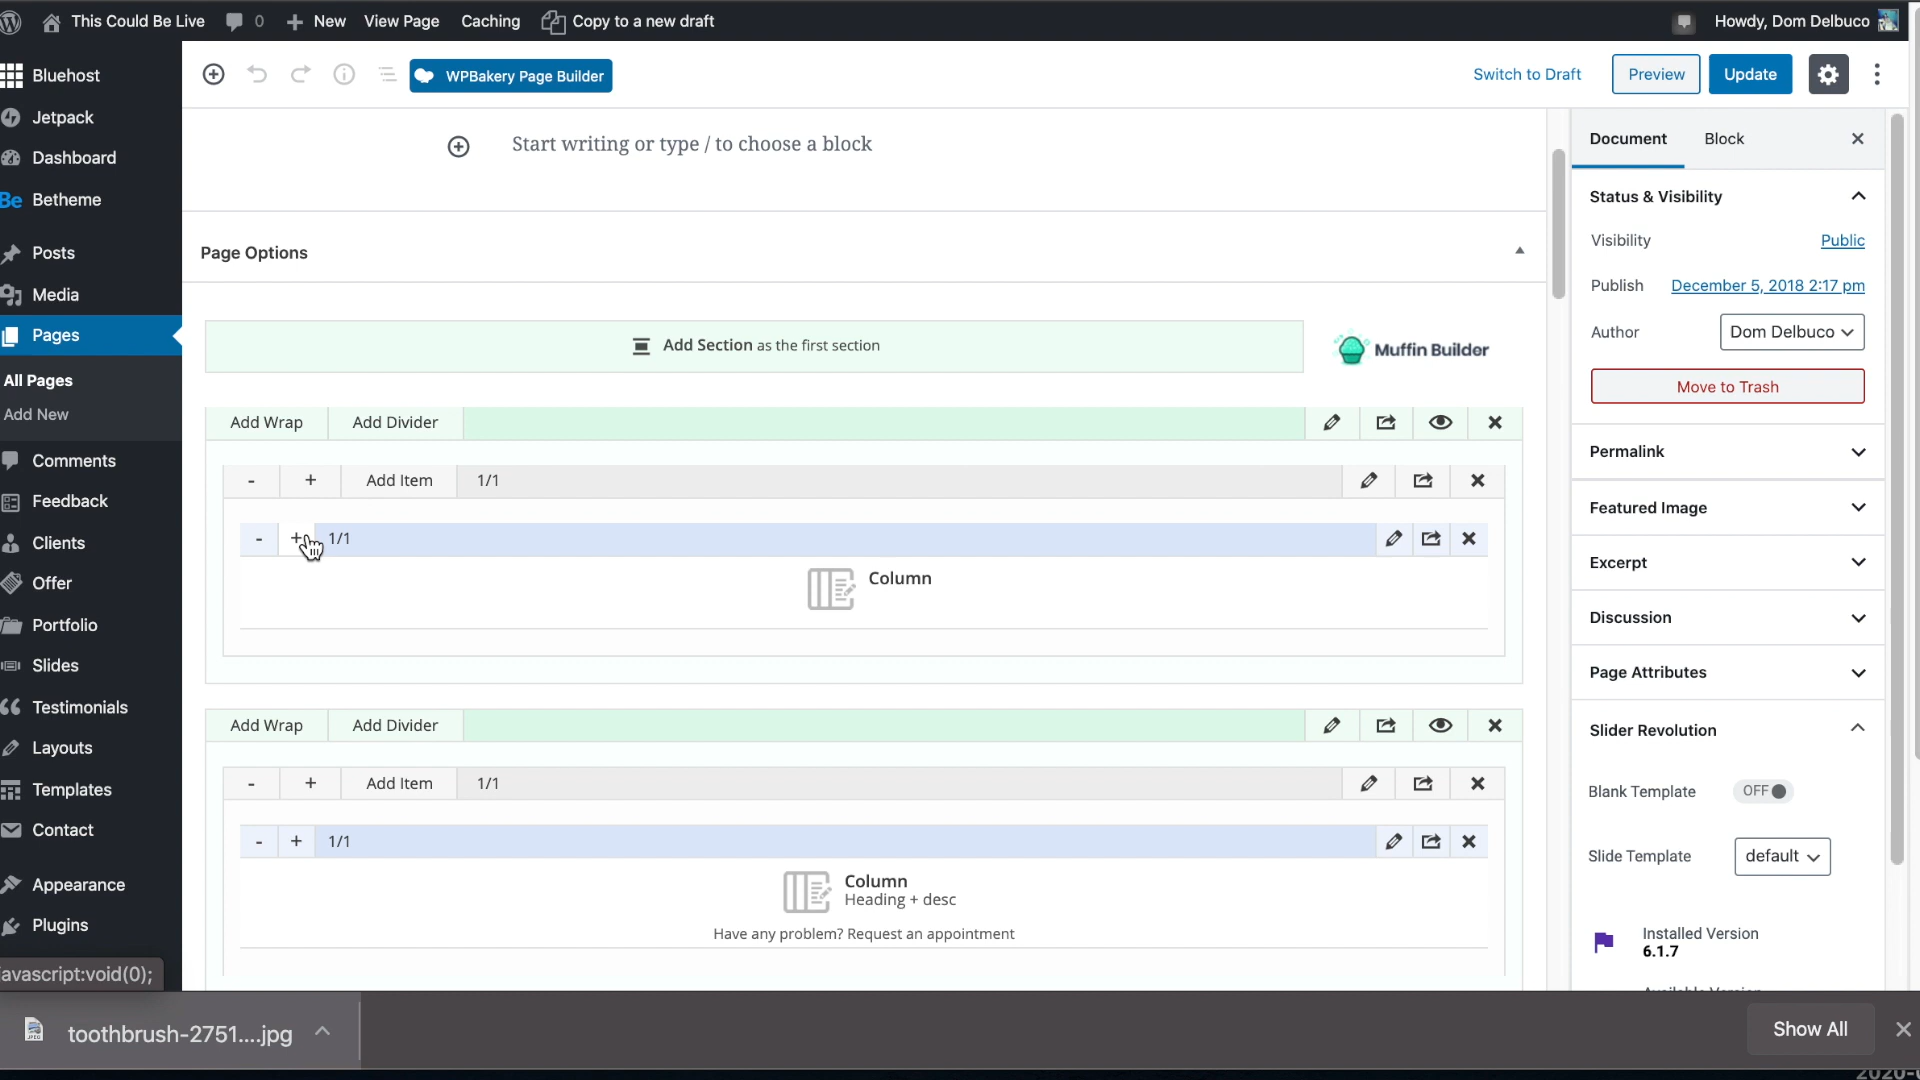 This Could Be Live 0 New View Page Caching Copy to a new draft Howdy, Dom Delbuco
Bluehost
Jetpack
Dashboard
Be Betheme
Posts
Media
Pages
All Pages
Add New
Comments
Feedback
Clients
Offer
Portfolio
Slides
Testimonials
Layouts
Templates
Contact
Appearance
Plugins
avascript:void(0);
WPBakery Page Builder Switch to Draft Preview Update
Start writing or type / to choose a block
Page Options
Add Section as the first section Muffin Builder
Add Wrap Add Divider
- + Add Item 1/1
- + 1/1
Column
Add Wrap Add Divider
- + Add Item 1/1
- + 1/1
Column
Heading + desc
Have any problem? Request an appointment
Document Block
Status & Visibility
Visibility Public
Publish December 5, 2018 2:17 pm
Author Dom Delbuco
Move to Trash
Permalink
Featured Image
Excerpt
Discussion
Page Attributes
Slider Revolution
Blank Template OFF
Slide Template default
Installed Version
6.1.7
JPEG toothbrush-2751....jpg Show All